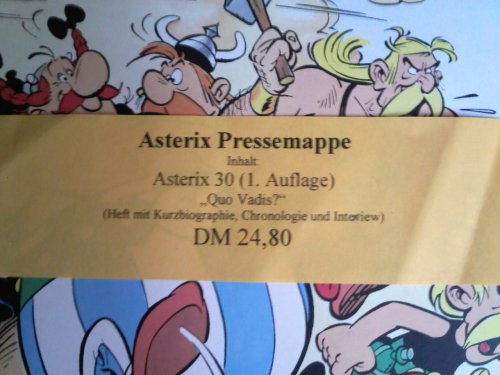 Asterix Pressemappe
Inhalt:
Asterix 30 (1. Auflage)
„Quo Vadis?“
(Heft mit Kurzbiographie, Chronologie und Interview)
DM 24,80